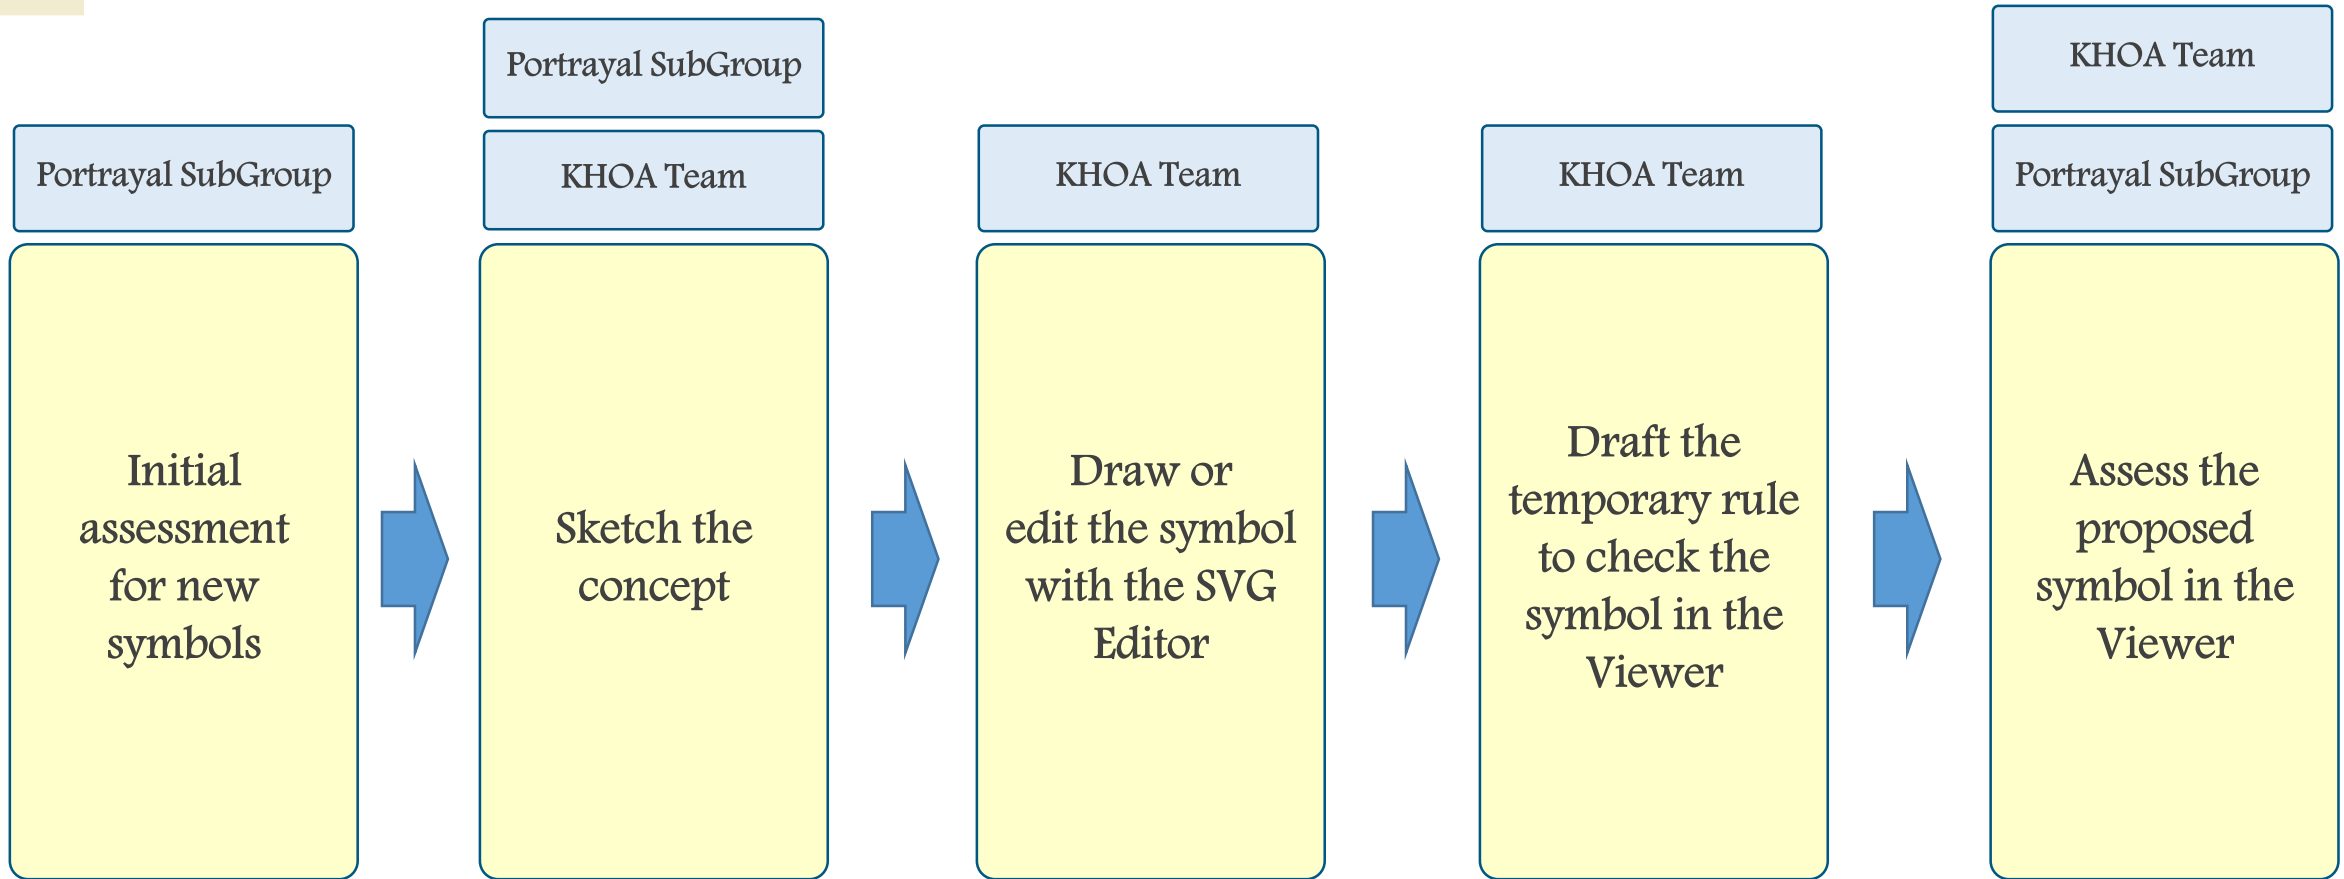 Portrayal SubGroup
Initial
assessment
for new
symbols
Portrayal SubGroup
KHOA Team
Sketch the
concept
KHOA Team
Draw or
edit the symbol
with the SVG
Editor
KHOA Team
Draft the
temporary rule
to check the
symbol in the
Viewer
KHOA Team
Portrayal SubGroup
Assess the
proposed
symbol in the
Viewer